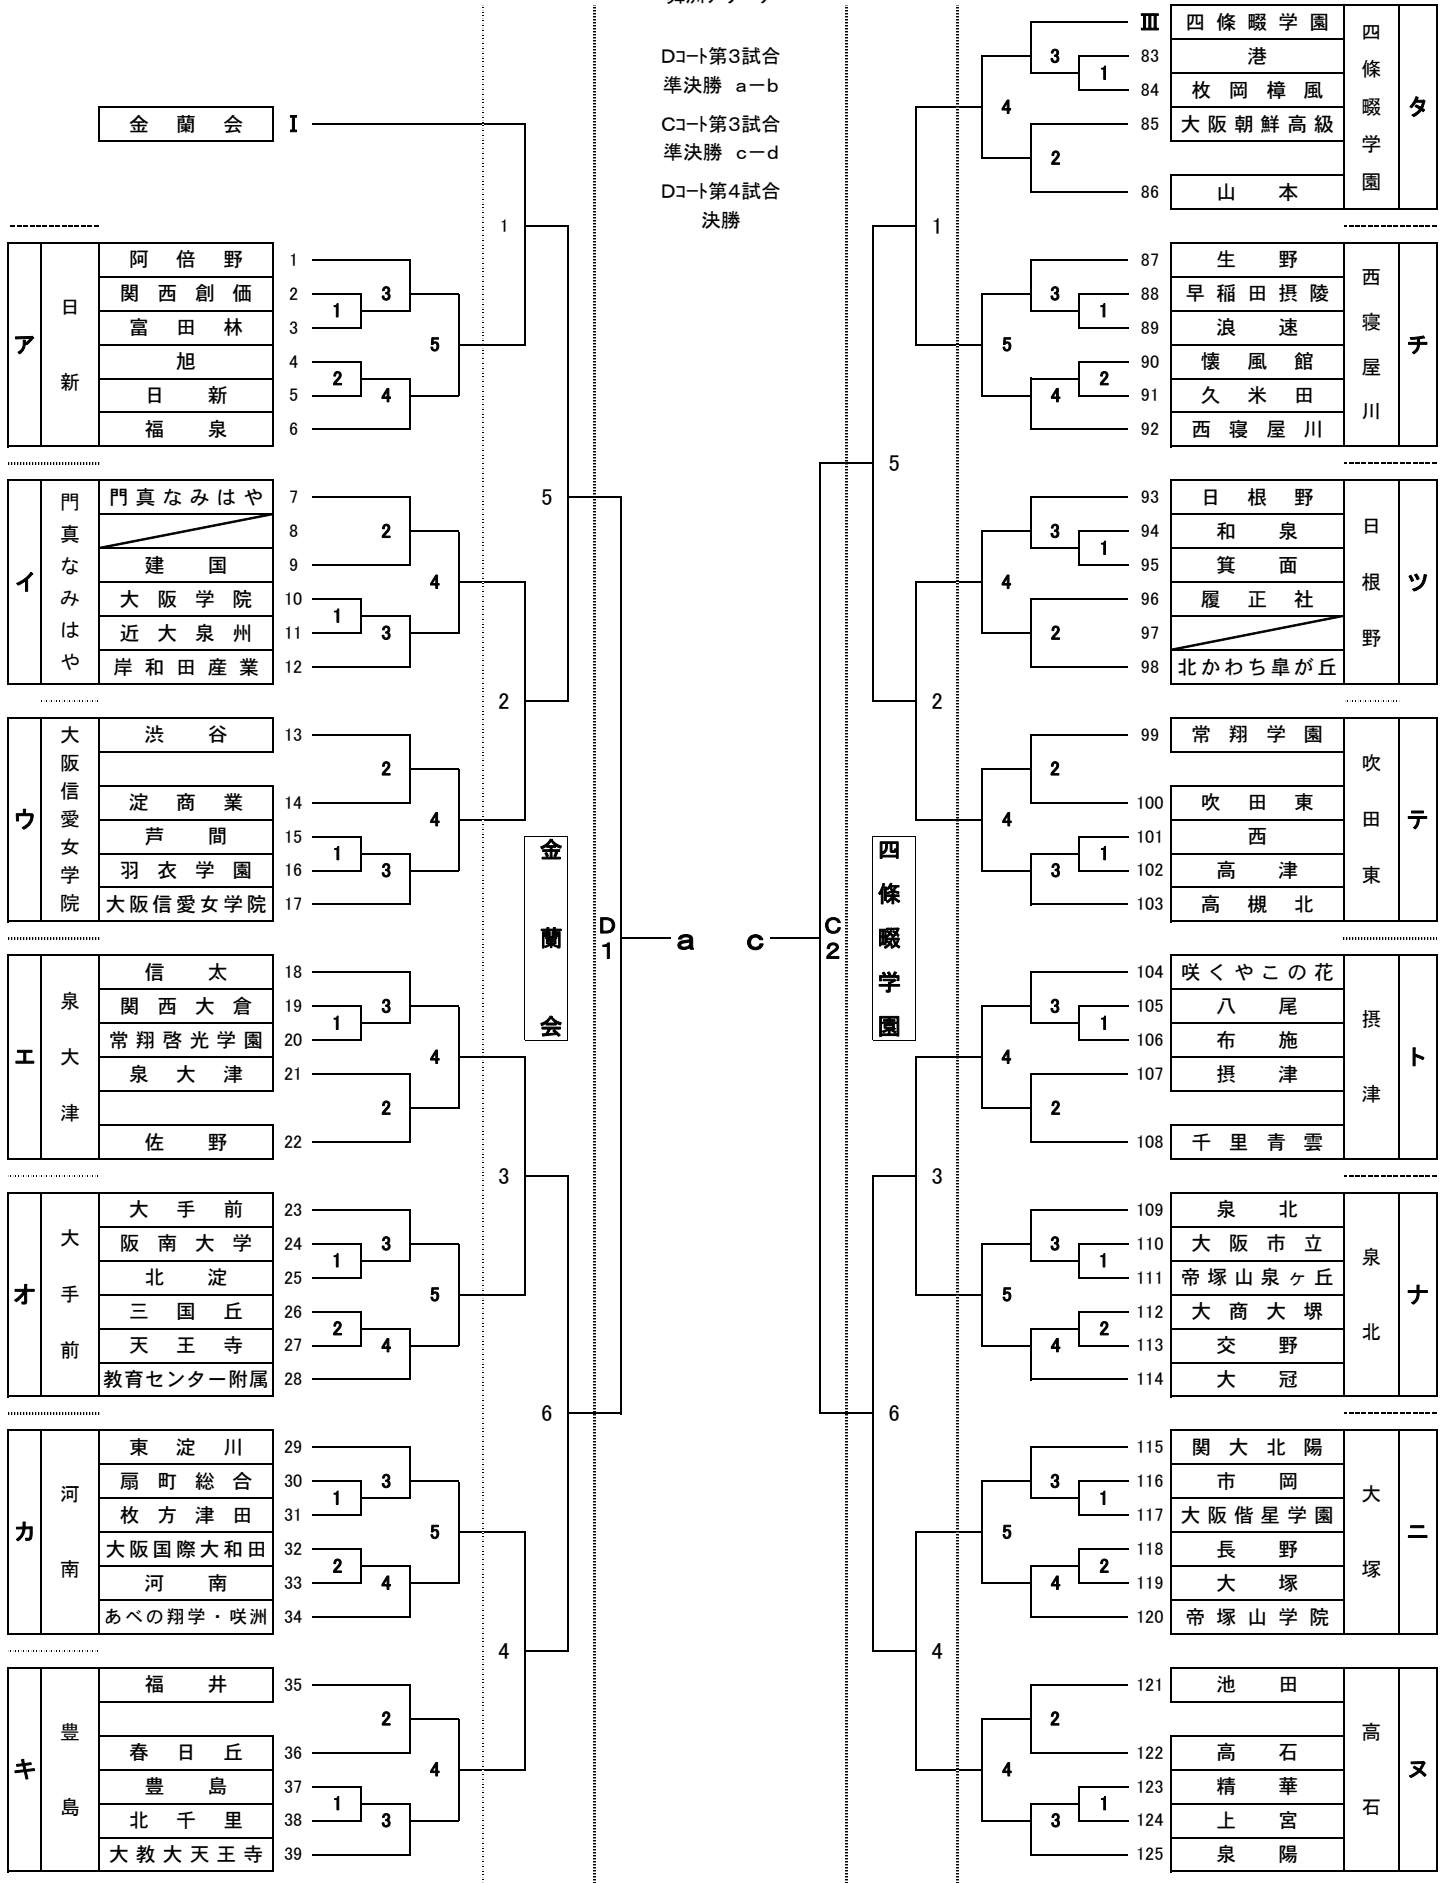 Dコート第3試合
準決勝 a－b
Cコート第3試合
準決勝 c－d
Dコート第4試合
決勝
金蘭会 Ⅰ
1
ア 日新
阿倍野 1
関西創価 2
富田林 3
旭 4
日新 5
福泉 6
1 3 5 2 4
イ 門真なみはや
門真なみはや 7
8
建国 9
大阪学院 10
近大泉州 11
岸和田産業 12
2 4 1 3
5
2
ウ 大阪信愛女学院
渋谷 13
淀商業 14
芦間 15
羽衣学園 16
大阪信愛女学院 17
2 4 1 3
金蘭会
D1
a
エ 泉大津
信太 18
関西大倉 19
常翔啓光学園 20
泉大津 21
佐野 22
3 1 4 2
3
オ 大手前
大手前 23
阪南大学 24
北淀 25
三国丘 26
天王寺 27
教育センター附属 28
3 1 5 2 4
6
カ 河南
東淀川 29
扇町総合 30
枚方津田 31
大阪国際大和田 32
河南 33
あべの翔学・咲洲 34
3 1 5 2 4
4
キ 豊島
福井 35
春日丘 36
豊島 37
北千里 38
大教大天王寺 39
2 4 1 3
タ 四條畷学園
Ⅲ 四條畷学園
83 港
84 枚岡樟風
85 大阪朝鮮高級
86 山本
3 1 4 2
1
チ 西寝屋川
87 生野
88 早稲田摂陵
89 浪速
90 懐風館
91 久米田
92 西寝屋川
3 1 5 2 4
5
ツ 日根野
93 日根野
94 和泉
95 箕面
96 履正社
97
98 北かわち皐が丘
3 1 4 2
2
テ 吹田東
99 常翔学園
100 吹田東
101 西
102 高津
103 高槻北
2 4 1 3
四條畷学園
C2
c
ト 摂津
104 咲くやこの花
105 八尾
106 布施
107 摂津
108 千里青雲
3 1 4 2
3
ナ 泉北
109 泉北
110 大阪市立
111 帝塚山泉ヶ丘
112 大商大堺
113 交野
114 大冠
3 1 5 2 4
6
ニ 大塚
115 関大北陽
116 市岡
117 大阪偕星学園
118 長野
119 大塚
120 帝塚山学院
3 1 5 2 4
4
ヌ 高石
121 池田
122 高石
123 精華
124 上宮
125 泉陽
2 4 1 3